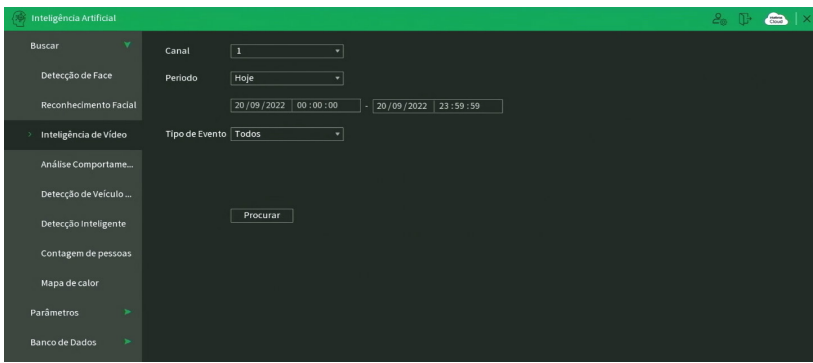 Inteligência Artificial
Buscar
Detecção de Face
Reconhecimento Facial
Inteligência de Vídeo
Análise Comportame...
Detecção de Veículo ...
Detecção Inteligente
Contagem de pessoas
Mapa de calor
Parâmetros
Banco de Dados
Canal 1
Periodo Hoje
20/09/2022 00:00:00 - 20/09/2022 23:59:59
Tipo de Evento Todos
Procurar
Cloud